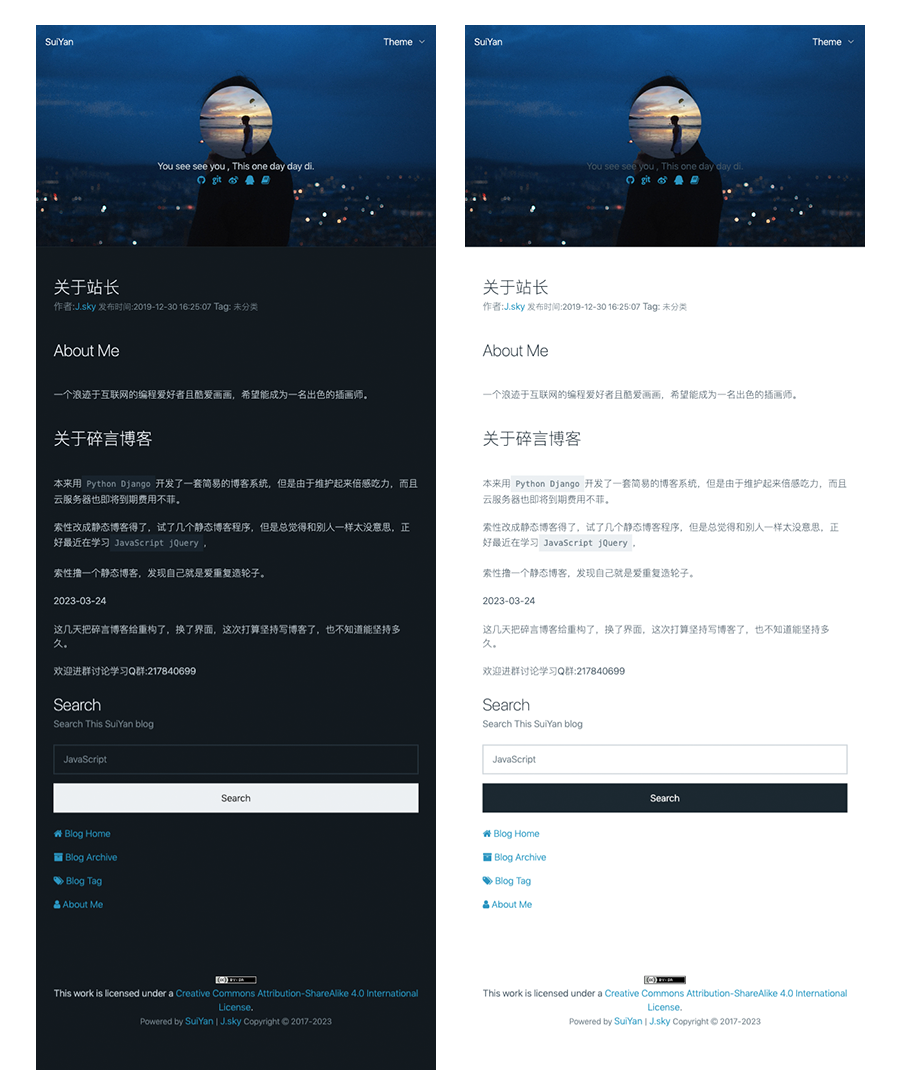 SuiYan
Theme
You see see you , This one day day di.
git
关于站长
作者:J.sky 发布时间:2019-12-30 16:25:07 Tag: 未分类
About Me
一个浪迹于互联网的编程爱好者且酷爱画画，希望能成为一名出色的插画师。
关于碎言博客
本来用 Python Django 开发了一套简易的博客系统，但是由于维护起来倍感吃力，而且
云服务器也即将到期费用不菲。
索性改成静态博客得了，试了几个静态博客程序，但是总觉得和别人一样太没意思，正
好最近在学习 JavaScript jQuery ，
索性撸一个静态博客，发现自己就是爱重复造轮子。
2023-03-24
这几天把碎言博客给重构了，换了界面，这次打算坚持写博客了，也不知道能坚持多
久。
欢迎进群讨论学习Q群:217840699
Search
Search This SuiYan blog
JavaScript
Search
Blog Home
Blog Archive
Blog Tag
About Me
(cc) BY-SA
This work is licensed under a Creative Commons Attribution-ShareAlike 4.0 International
License.
Powered by SuiYan | J.sky Copyright © 2017-2023
SuiYan
Theme
You see see you , This one day day di.
git
关于站长
作者:J.sky 发布时间:2019-12-30 16:25:07 Tag: 未分类
About Me
一个浪迹于互联网的编程爱好者且酷爱画画，希望能成为一名出色的插画师。
关于碎言博客
本来用 Python Django 开发了一套简易的博客系统，但是由于维护起来倍感吃力，而且
云服务器也即将到期费用不菲。
索性改成静态博客得了，试了几个静态博客程序，但是总觉得和别人一样太没意思，正
好最近在学习 JavaScript jQuery ，
索性撸一个静态博客，发现自己就是爱重复造轮子。
2023-03-24
这几天把碎言博客给重构了，换了界面，这次打算坚持写博客了，也不知道能坚持多
久。
欢迎进群讨论学习Q群:217840699
Search
Search This SuiYan blog
JavaScript
Search
Blog Home
Blog Archive
Blog Tag
About Me
(cc) BY-SA
This work is licensed under a Creative Commons Attribution-ShareAlike 4.0 International
License.
Powered by SuiYan | J.sky Copyright © 2017-2023